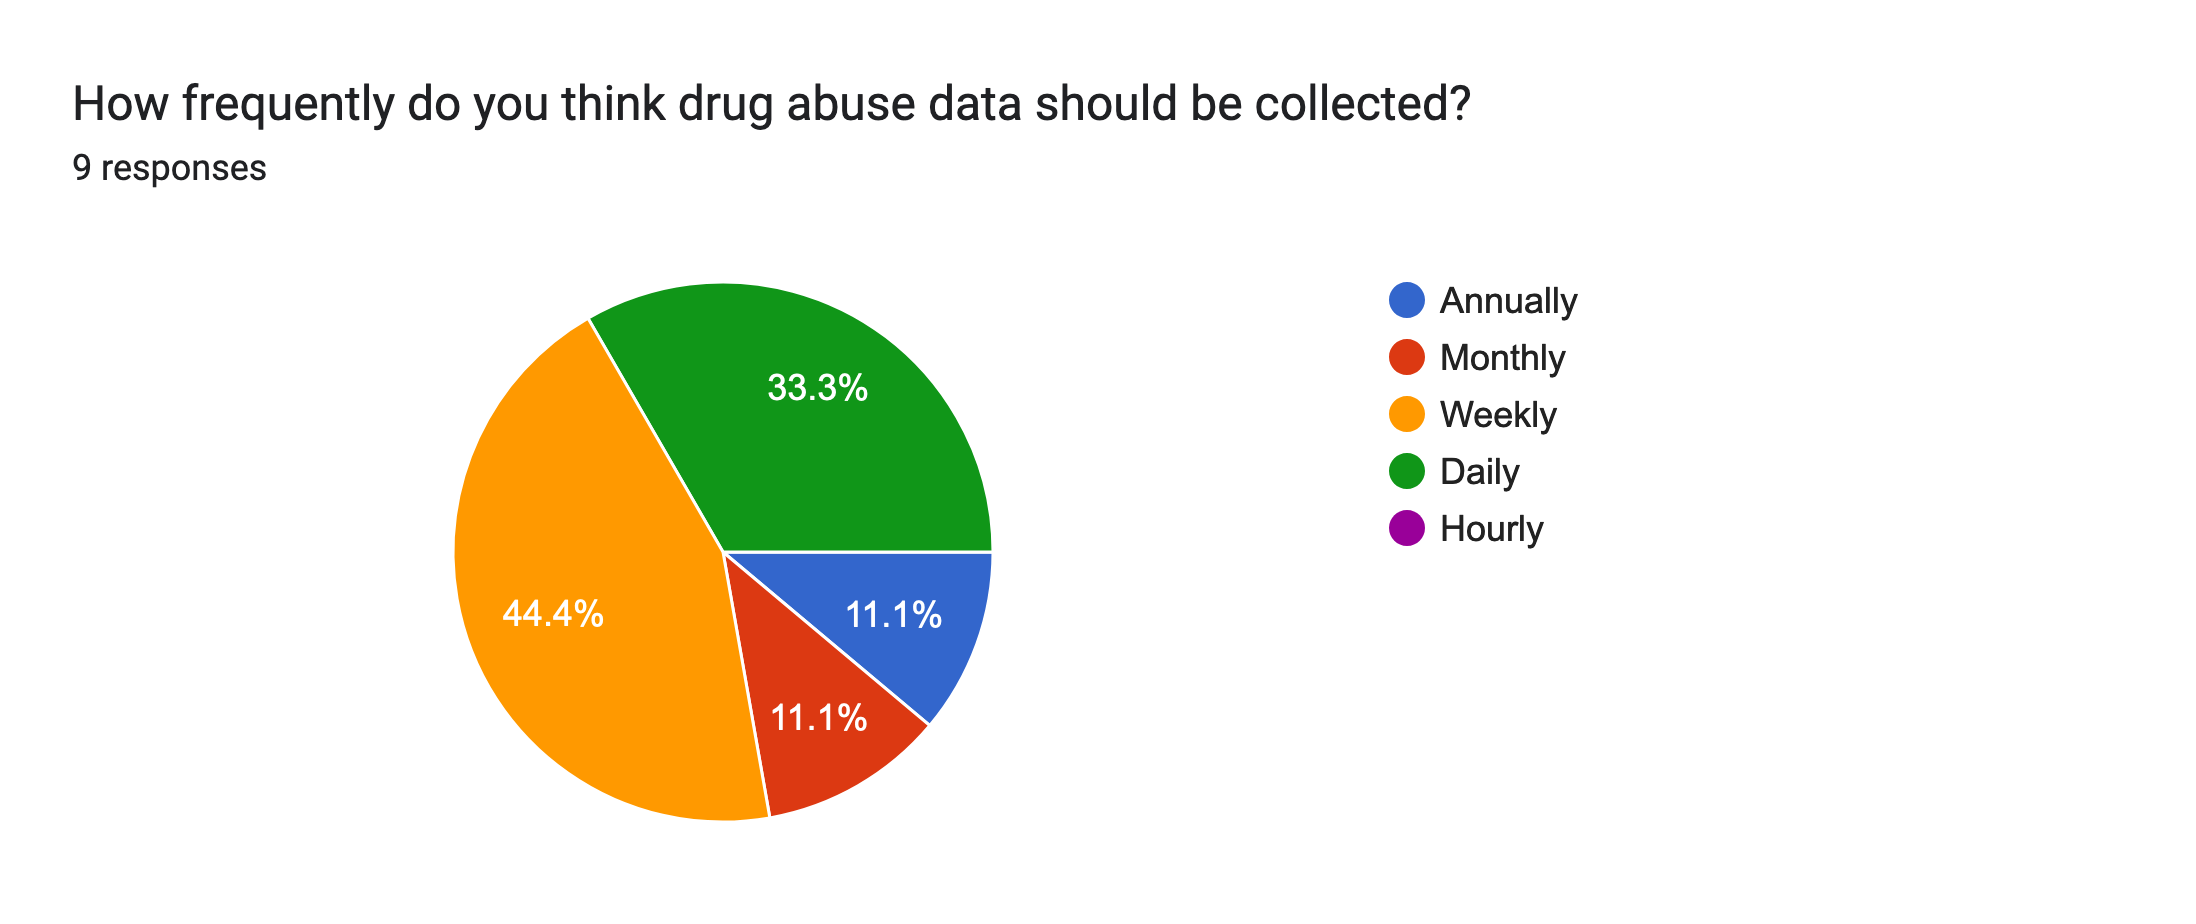 How frequently do you think drug abuse data should be collected?
9 responses
33.3%
44.4%
11.1%
11.1%
Annually
Monthly
Weekly
Daily
Hourly